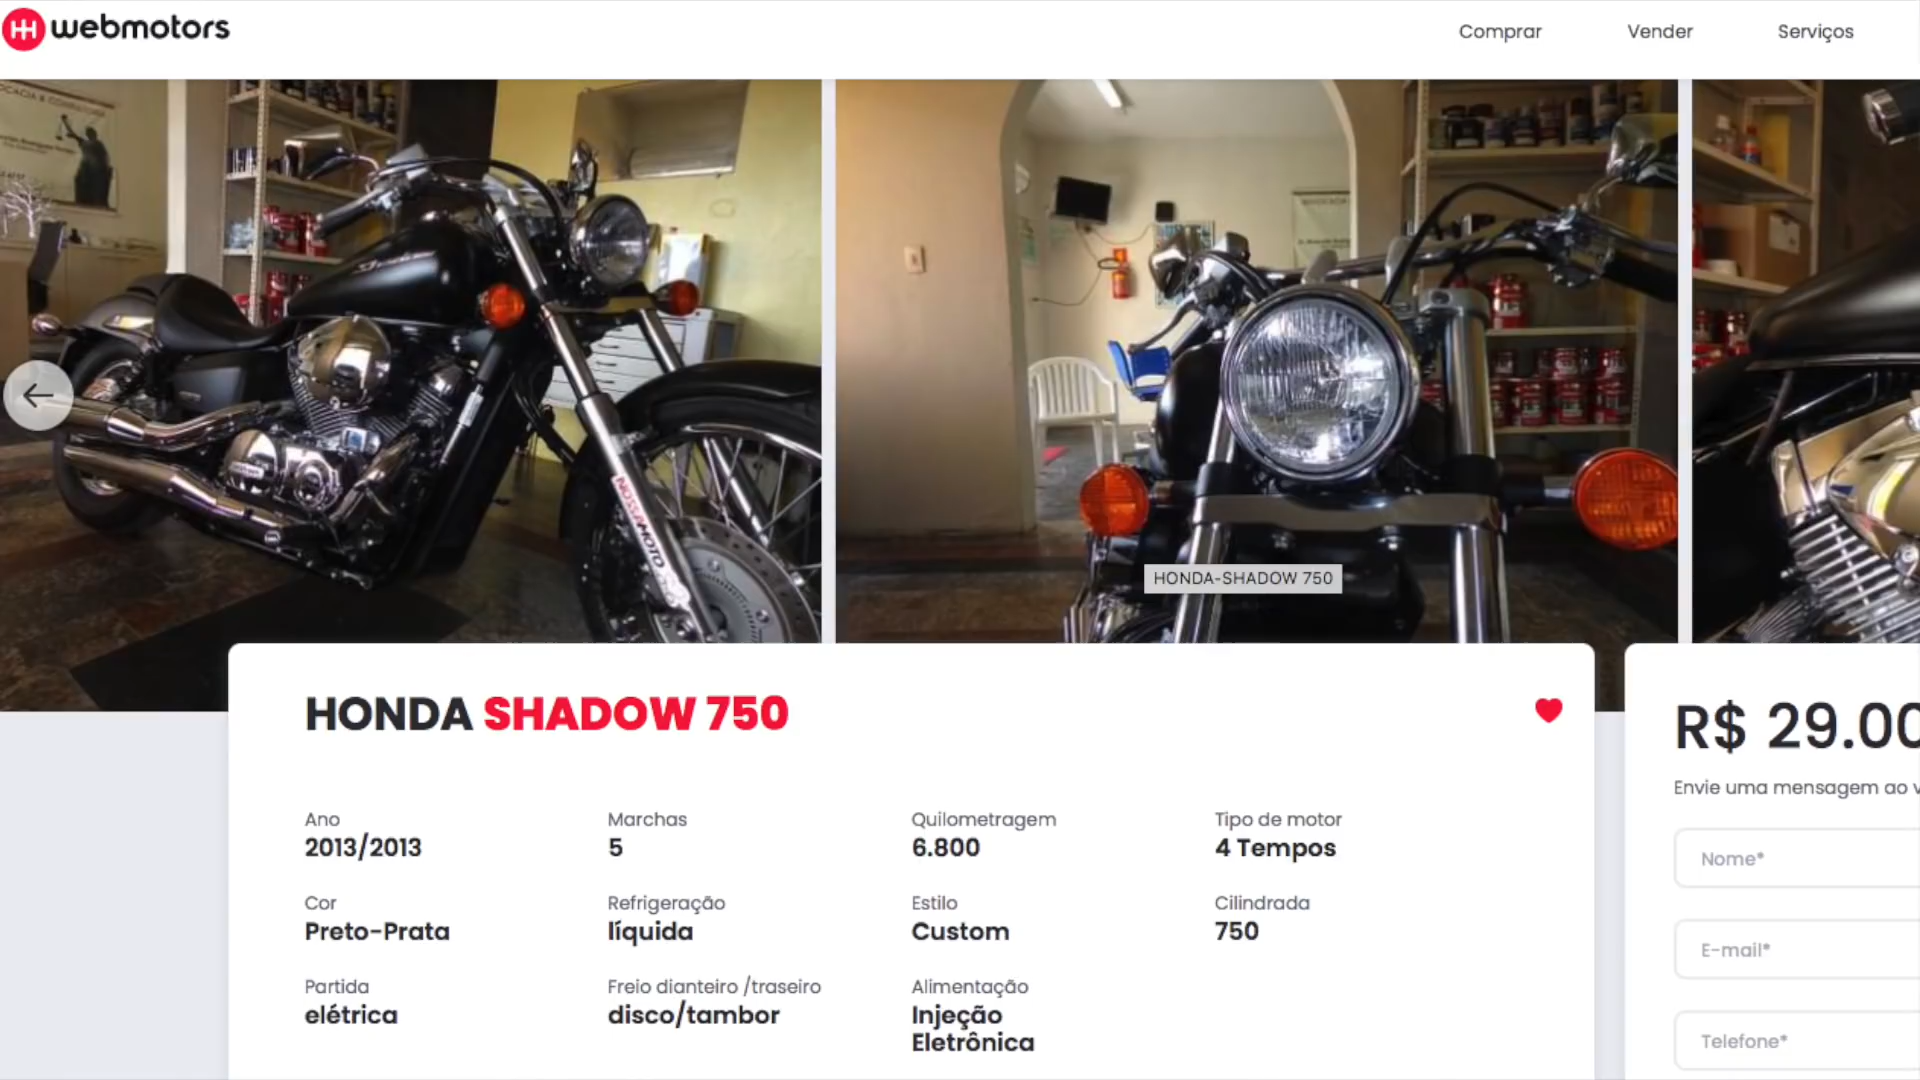 webmotors
Comprar
Vender
Serviços
NOSSAMOTO
HONDA-SHADOW 750
HONDA SHADOW 750
R$ 29.00
Envie uma mensagem ao v
Ano
2013/2013
Marchas
5
Quilometragem
6.800
Tipo de motor
4 Tempos
Nome*
Cor
Preto-Prata
Refrigeração
líquida
Estilo
Custom
Cilindrada
750
E-mail*
Partida
elétrica
Freio dianteiro /traseiro
disco/tambor
Alimentação
Injeção
Eletrônica
Telefone*